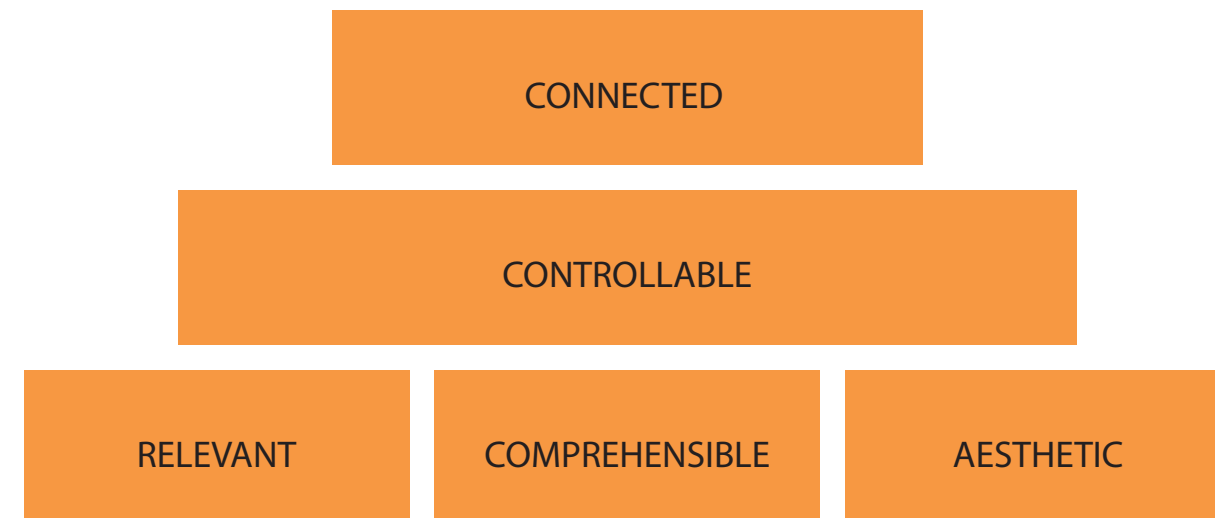 CONNECTED
CONTROLLABLE
RELEVANT
COMPREHENSIBLE
AESTHETIC